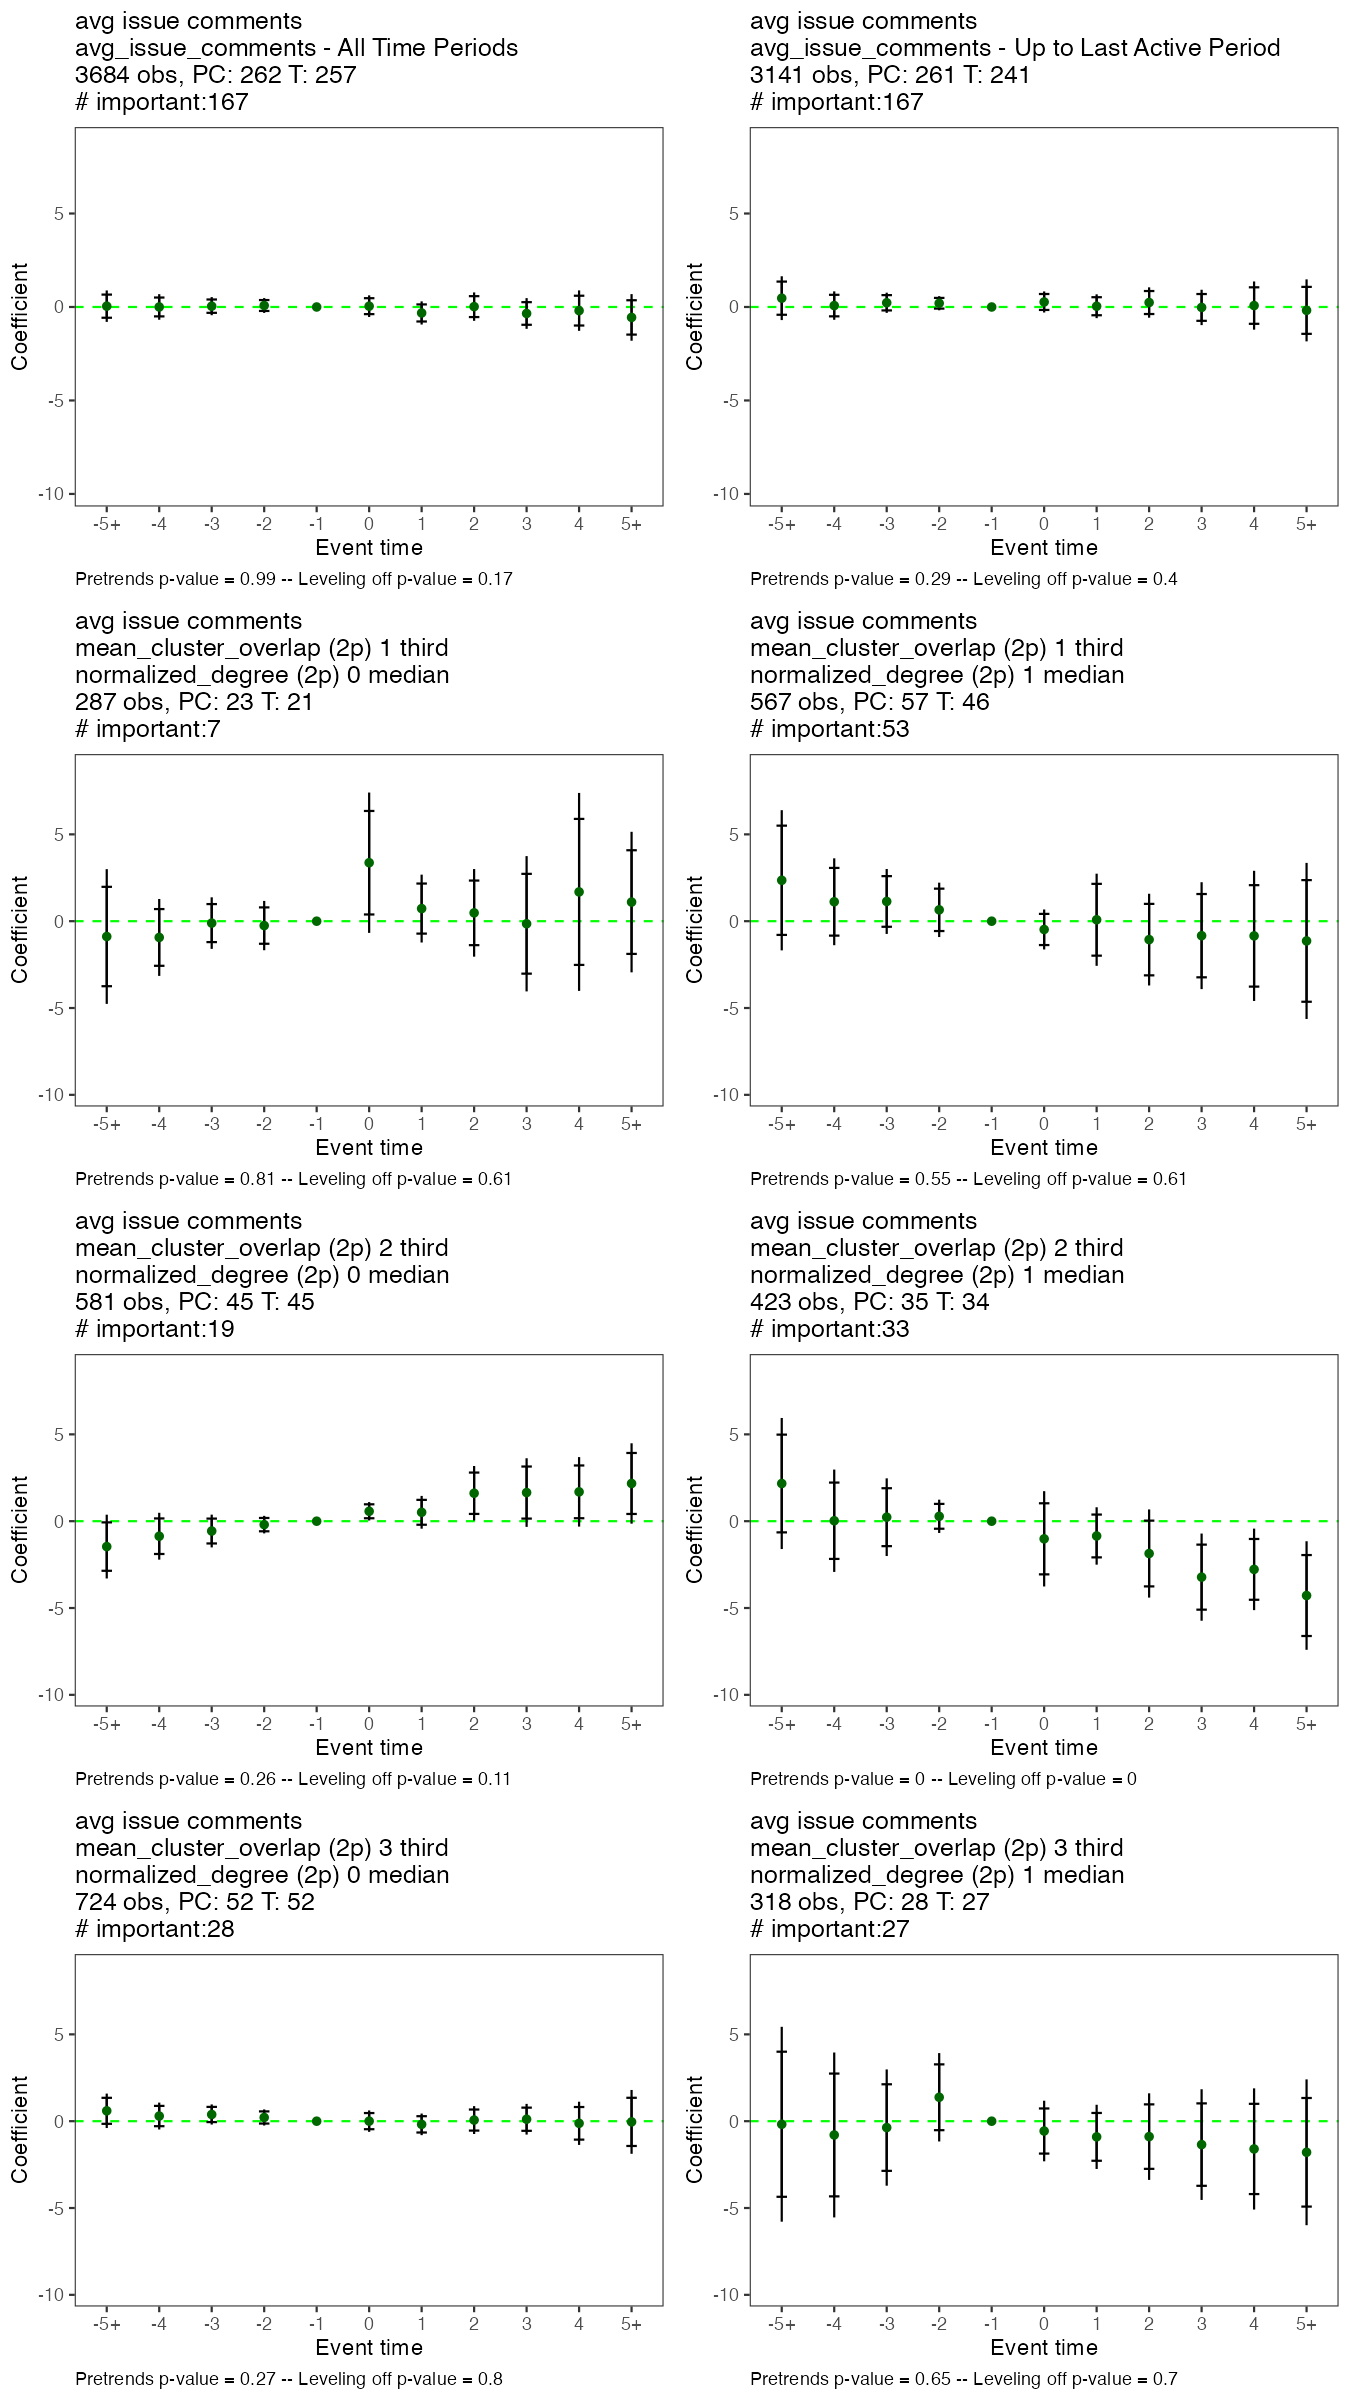 avg issue comments
avg_issue_comments - All Time Periods
3684 obs, PC: 262 T: 257
# important:167
5
0
-5
-10
Coefficient
-5+ -4 -3 -2 -1 0 1 2 3 4 5+
Event time
Pretrends p-value = 0.99 -- Leveling off p-value = 0.17
avg issue comments
avg_issue_comments - Up to Last Active Period
3141 obs, PC: 261 T: 241
# important:167
5
0
-5
-10
Coefficient
-5+ -4 -3 -2 -1 0 1 2 3 4 5+
Event time
Pretrends p-value = 0.29 -- Leveling off p-value = 0.4
avg issue comments
mean_cluster_overlap (2p) 1 third
normalized_degree (2p) 0 median
287 obs, PC: 23 T: 21
# important:7
5
0
-5
-10
Coefficient
-5+ -4 -3 -2 -1 0 1 2 3 4 5+
Event time
Pretrends p-value = 0.81 -- Leveling off p-value = 0.61
avg issue comments
mean_cluster_overlap (2p) 1 third
normalized_degree (2p) 1 median
567 obs, PC: 57 T: 46
# important:53
5
0
-5
-10
Coefficient
-5+ -4 -3 -2 -1 0 1 2 3 4 5+
Event time
Pretrends p-value = 0.55 -- Leveling off p-value = 0.61
avg issue comments
mean_cluster_overlap (2p) 2 third
normalized_degree (2p) 0 median
581 obs, PC: 45 T: 45
# important:19
5
0
-5
-10
Coefficient
-5+ -4 -3 -2 -1 0 1 2 3 4 5+
Event time
Pretrends p-value = 0.26 -- Leveling off p-value = 0.11
avg issue comments
mean_cluster_overlap (2p) 2 third
normalized_degree (2p) 1 median
423 obs, PC: 35 T: 34
# important:33
5
0
-5
-10
Coefficient
-5+ -4 -3 -2 -1 0 1 2 3 4 5+
Event time
Pretrends p-value = 0 -- Leveling off p-value = 0
avg issue comments
mean_cluster_overlap (2p) 3 third
normalized_degree (2p) 0 median
724 obs, PC: 52 T: 52
# important:28
5
0
-5
-10
Coefficient
-5+ -4 -3 -2 -1 0 1 2 3 4 5+
Event time
Pretrends p-value = 0.27 -- Leveling off p-value = 0.8
avg issue comments
mean_cluster_overlap (2p) 3 third
normalized_degree (2p) 1 median
318 obs, PC: 28 T: 27
# important:27
5
0
-5
-10
Coefficient
-5+ -4 -3 -2 -1 0 1 2 3 4 5+
Event time
Pretrends p-value = 0.65 -- Leveling off p-value = 0.7